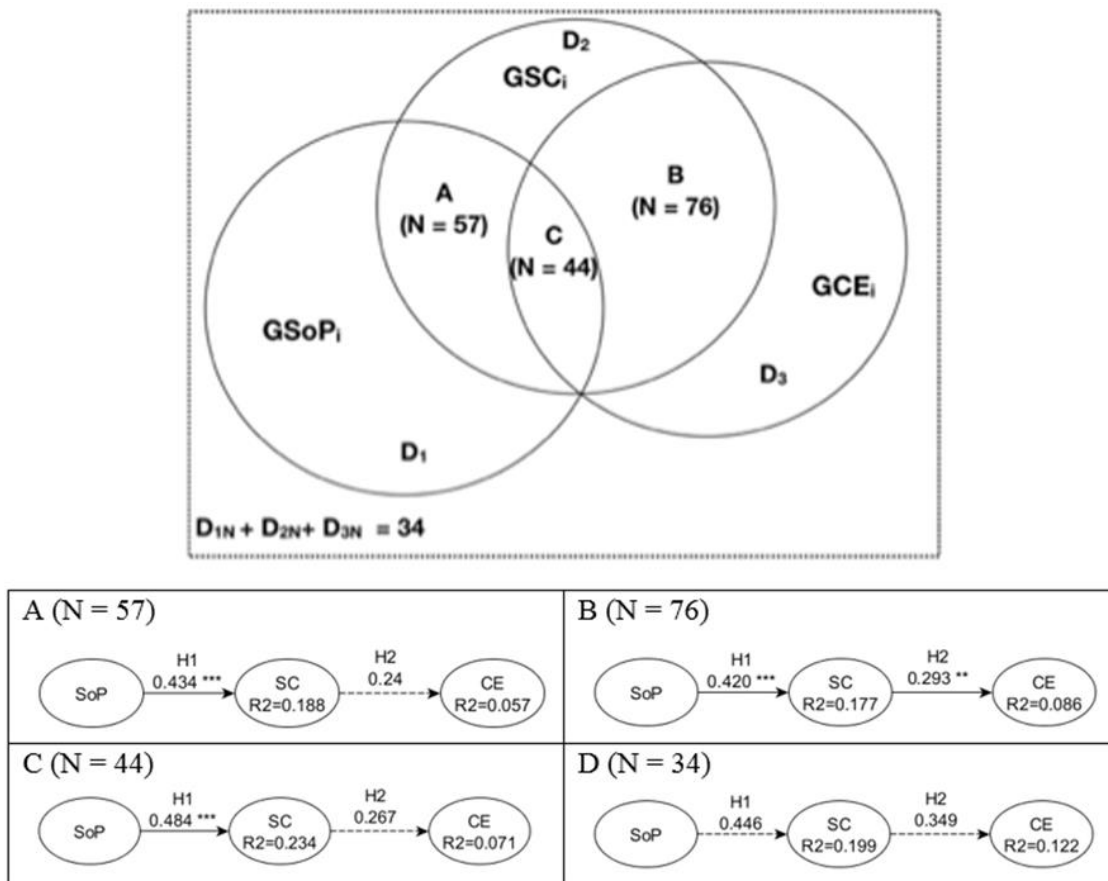 D₂
GSCᵢ
A
(N = 57)
B
(N = 76)
C
(N = 44)
GCEᵢ
GSoPᵢ
D₃
D₁
D₁N + D₂N+ D₃N = 34
A (N = 57)
H1
0.434 ***
H2
0.24
SoP
SC
R2=0.188
CE
R2=0.057
B (N = 76)
H1
0.420 ***
H2
0.293 **
SoP
SC
R2=0.177
CE
R2=0.086
C (N = 44)
H1
0.484 ***
H2
0.267
SoP
SC
R2=0.234
CE
R2=0.071
D (N = 34)
H1
0.446
H2
0.349
SoP
SC
R2=0.199
CE
R2=0.122